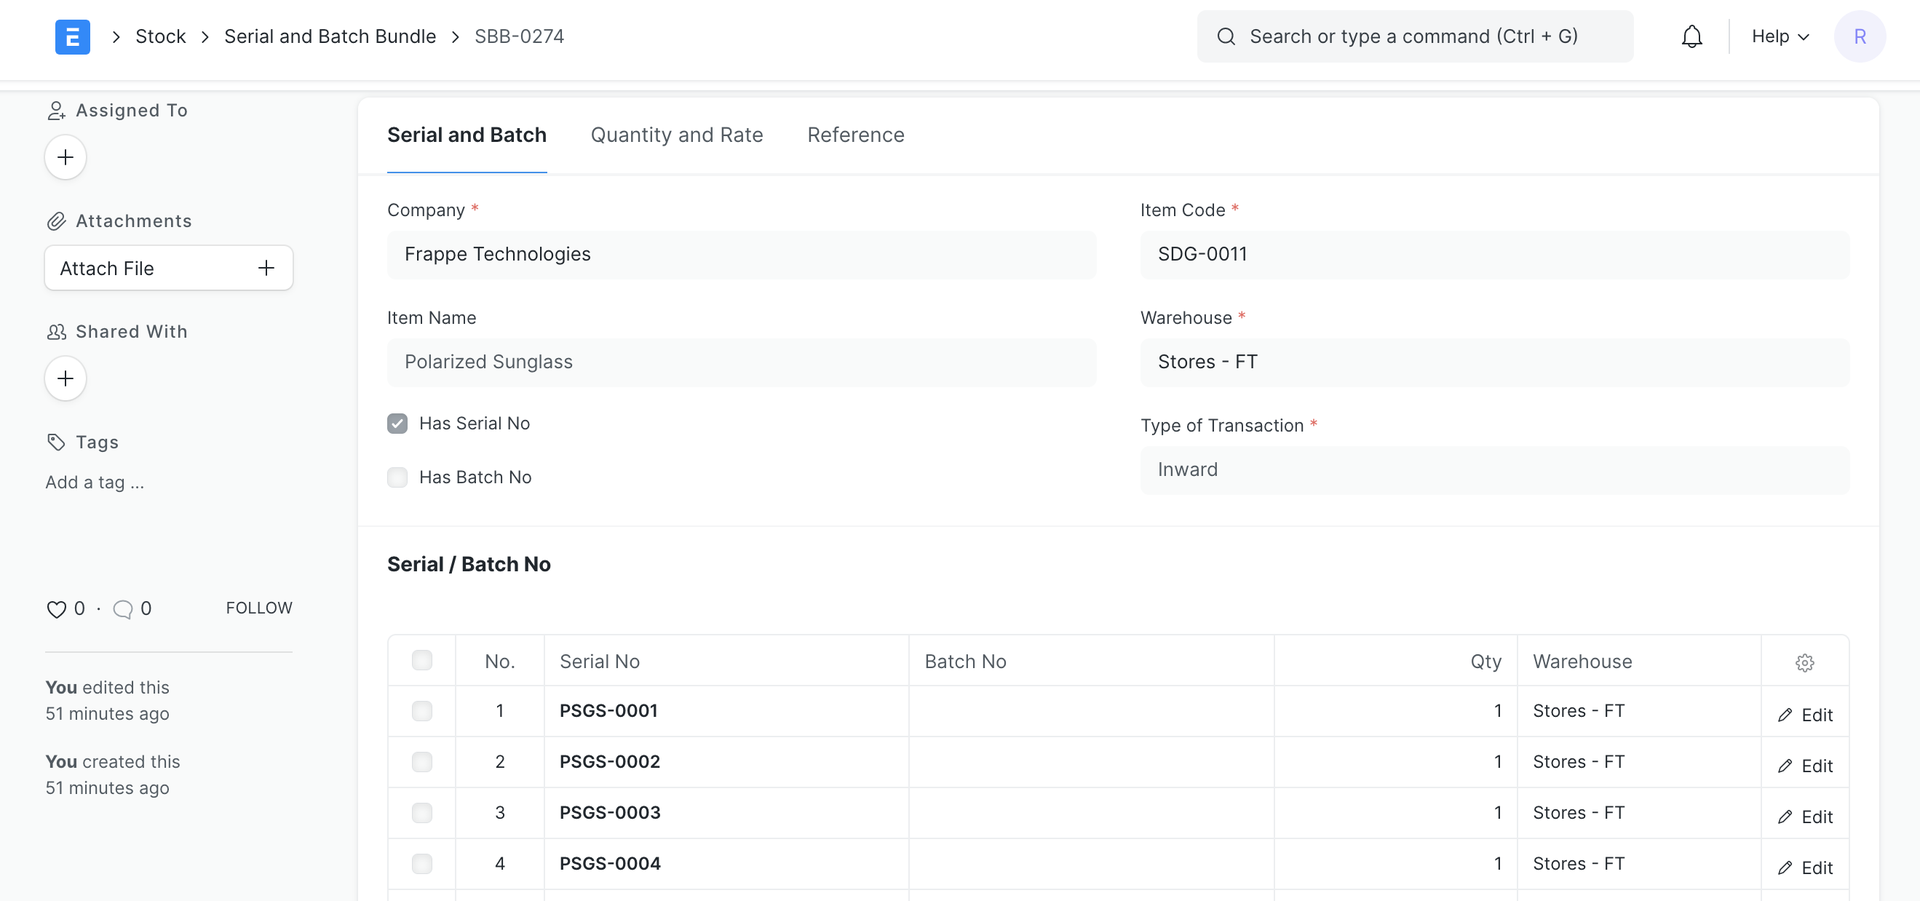 E
Stock
Serial and Batch Bundle
SBB-0274
Search or type a command (Ctrl + G)
Help
R
Assigned To
Attachments
Attach File
Shared With
Tags
Add a tag ...
0 · 0
FOLLOW
You edited this
51 minutes ago
You created this
51 minutes ago
Serial and Batch
Quantity and Rate
Reference
Company *
Frappe Technologies
Item Code *
SDG-0011
Item Name
Polarized Sunglass
Warehouse *
Stores - FT
Has Serial No
Has Batch No
Type of Transaction *
Inward
Serial / Batch No
No. Serial No Batch No Qty Warehouse
1 PSGS-0001 1 Stores - FT Edit
2 PSGS-0002 1 Stores - FT Edit
3 PSGS-0003 1 Stores - FT Edit
4 PSGS-0004 1 Stores - FT Edit